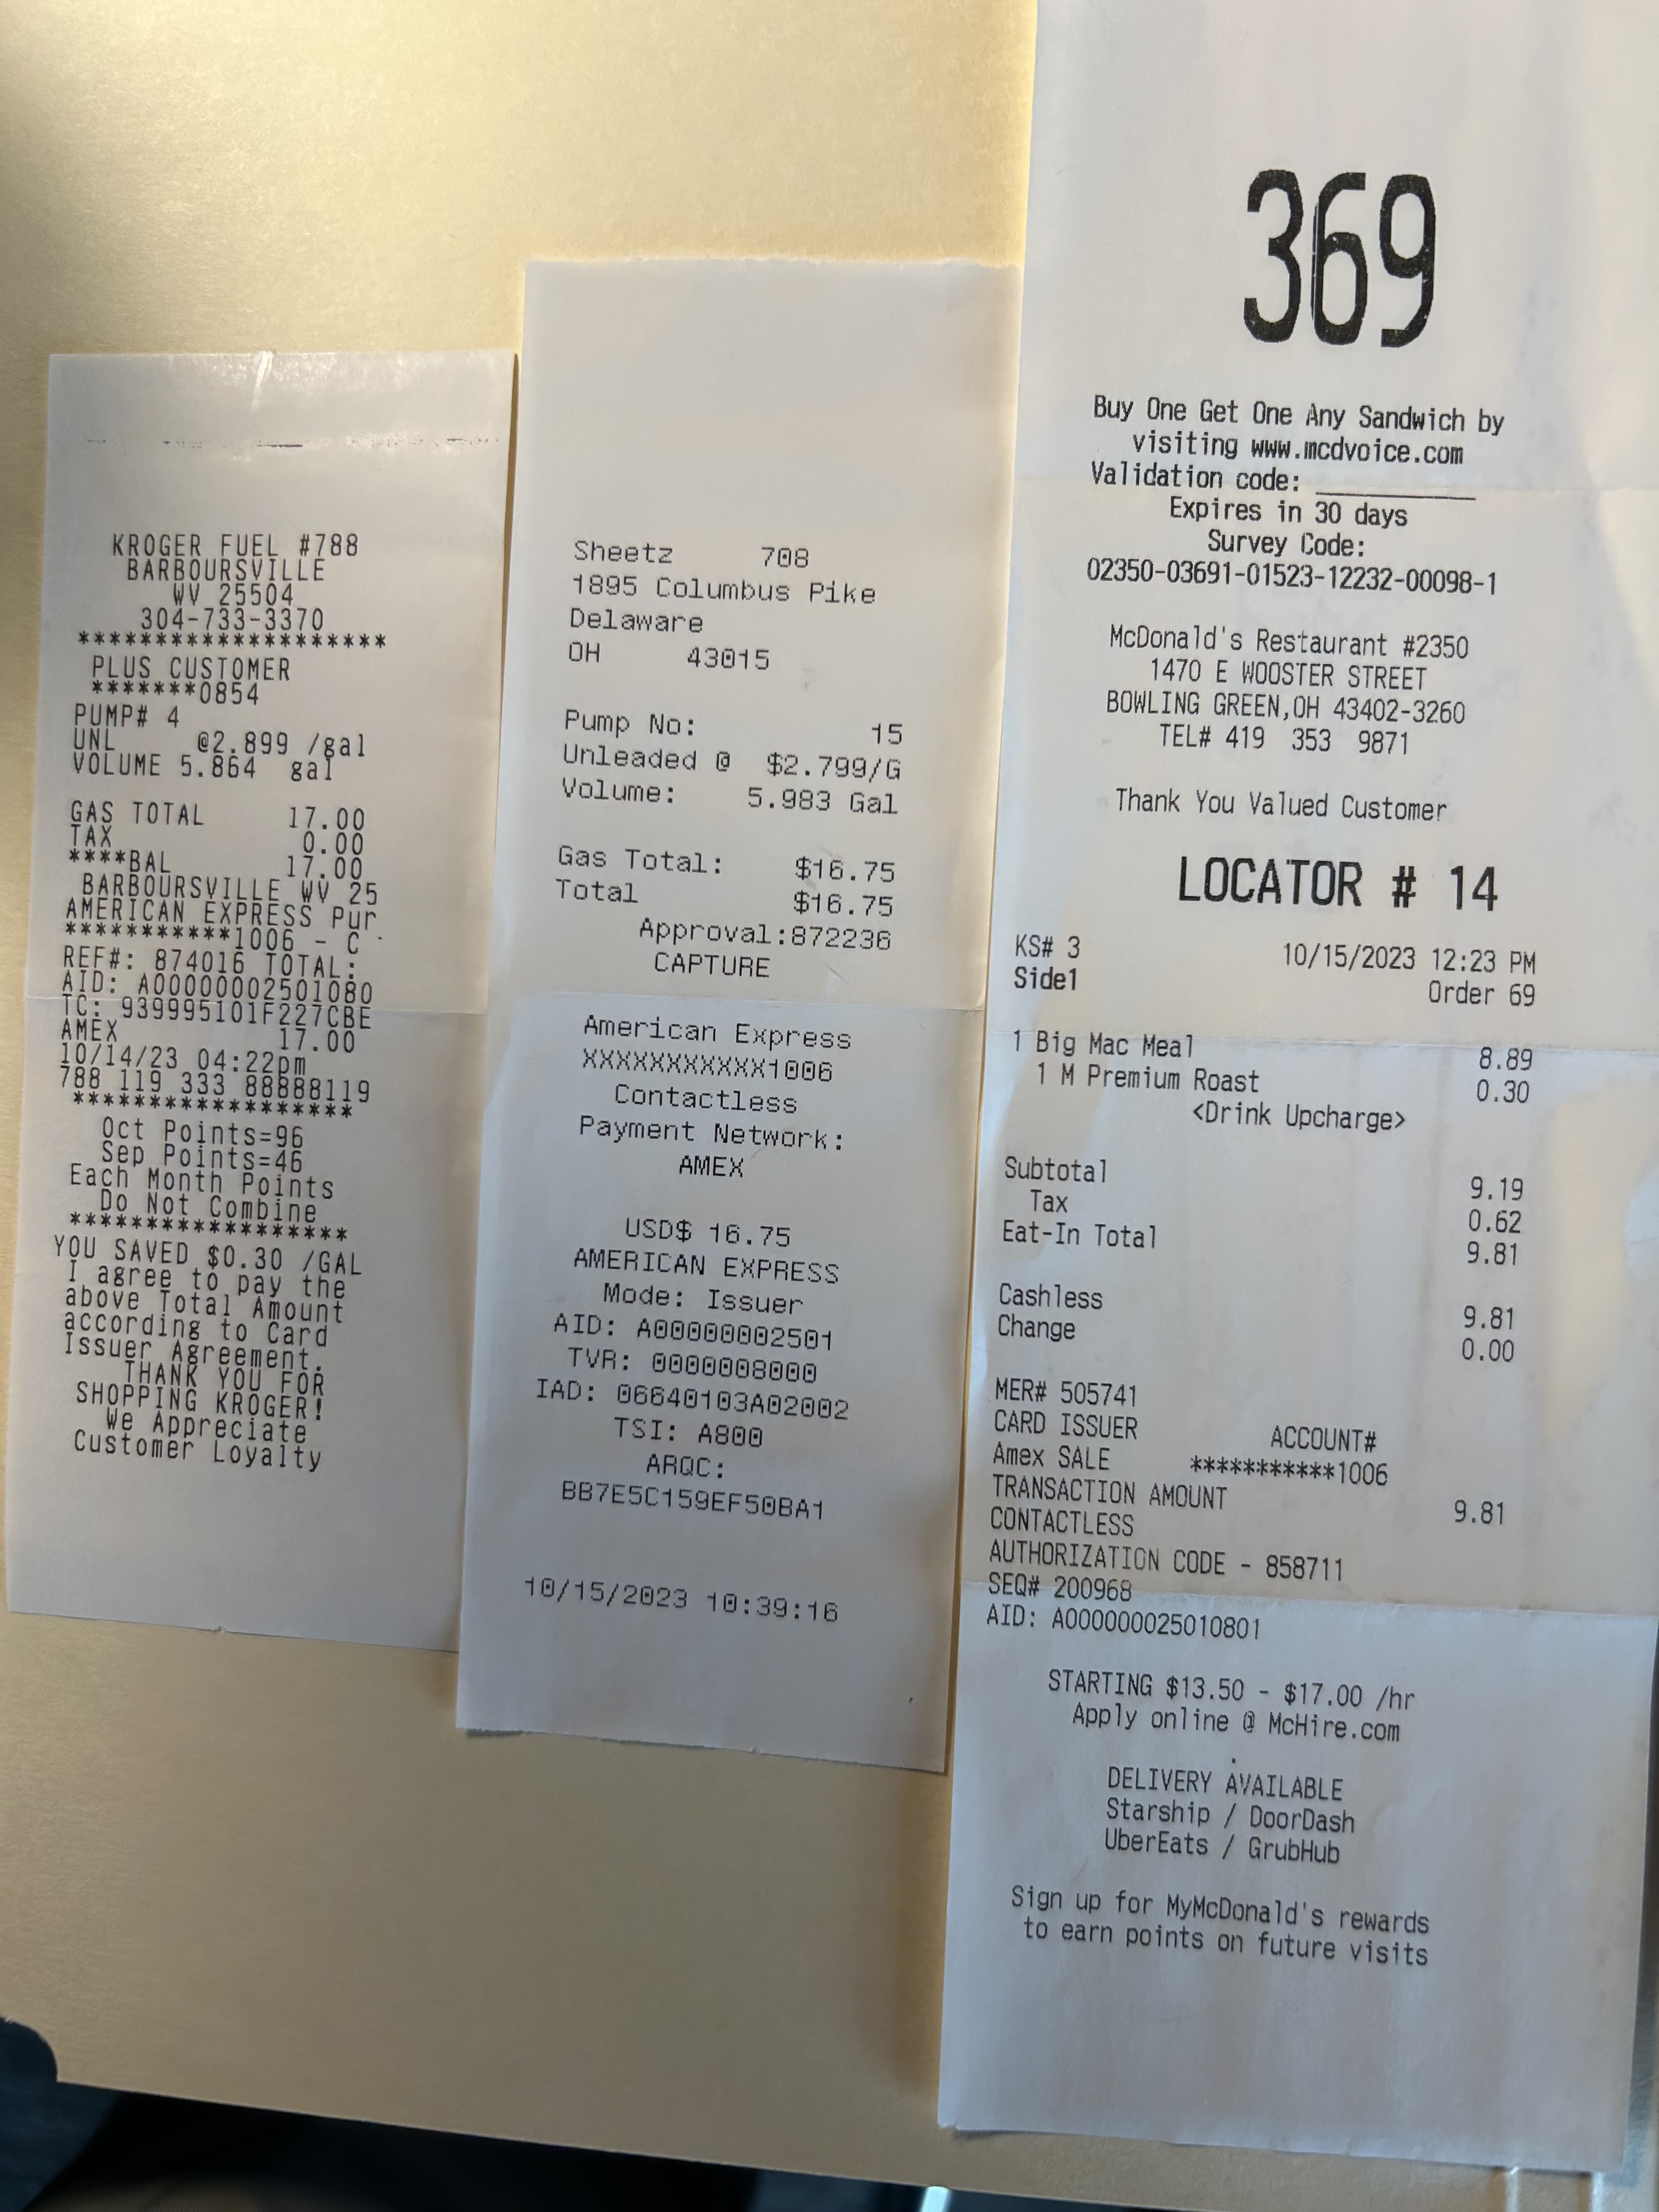 KROGER FUEL #788
BARBOURSVILLE
WV 25504
304-733-3370
********************
PLUS CUSTOMER
*******0854
PUMP# 4
UNL @2.899 /gal
VOLUME 5.864 gal
GAS TOTAL 17.00
TAX 0.00
****BAL 17.00
BARBOURSVILLE WV 25
AMERICAN EXPRESS Pur
***********1006 - C
REF#: 874016 TOTAL:
AID: A00000002501080
TC: 939995101F227CBE
AMEX 17.00
10/14/23 04:22pm
788 119 333 88888119
******************
Oct Points=96
Sep Points=46
Each Month Points
Do Not Combine
******************
YOU SAVED $0.30 /GAL
I agree to pay the
above Total Amount
according to Card
Issuer Agreement.
THANK YOU FOR
SHOPPING KROGER!
We Appreciate
Customer Loyalty
Sheetz 708
1895 Columbus Pike
Delaware
OH 43015
Pump No: 15
Unleaded @ $2.799/G
Volume: 5.983 Gal
Gas Total: $16.75
Total $16.75
Approval:872236
CAPTURE
American Express
XXXXXXXXXXX1006
Contactless
Payment Network:
AMEX
USD$ 16.75
AMERICAN EXPRESS
Mode: Issuer
AID: A00000002501
TVR: 0000008000
IAD: 06640103A02002
TSI: A800
ARQC:
BB7E5C159EF50BA1
10/15/2023 10:39:16
369
Buy One Get One Any Sandwich by
visiting www.mcdvoice.com
Validation code: __________
Expires in 30 days
Survey Code:
02350-03691-01523-12232-00098-1
McDonald's Restaurant #2350
1470 E WOOSTER STREET
BOWLING GREEN,OH 43402-3260
TEL# 419 353 9871
Thank You Valued Customer
LOCATOR # 14
KS# 3 10/15/2023 12:23 PM
Side1 Order 69
1 Big Mac Meal 8.89
1 M Premium Roast 0.30
<Drink Upcharge>
Subtotal 9.19
Tax 0.62
Eat-In Total 9.81
Cashless 9.81
Change 0.00
MER# 505741
CARD ISSUER ACCOUNT#
Amex SALE ***********1006
TRANSACTION AMOUNT 9.81
CONTACTLESS
AUTHORIZATION CODE - 858711
SEQ# 200968
AID: A000000025010801
STARTING $13.50 - $17.00 /hr
Apply online @ McHire.com
DELIVERY AVAILABLE
Starship / DoorDash
UberEats / GrubHub
Sign up for MyMcDonald's rewards
to earn points on future visits